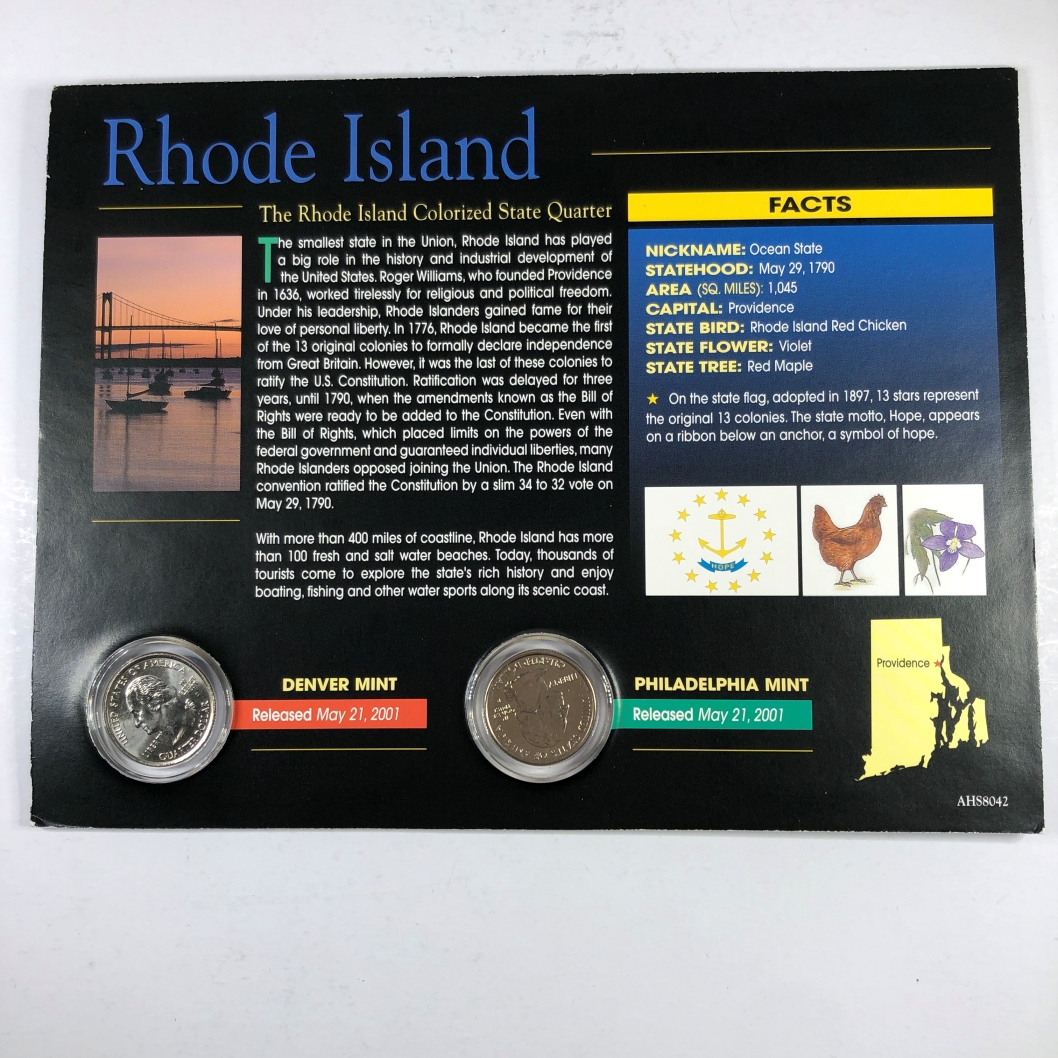 Rhode Island
The Rhode Island Colorized State Quarter
The smallest state in the Union, Rhode Island has played
a big role in the history and industrial development of
the United States. Roger Williams, who founded Providence
in 1636, worked tirelessly for religious and political freedom.
Under his leadership, Rhode Islanders gained fame for their
love of personal liberty. In 1776, Rhode Island became the first
of the 13 original colonies to formally declare independence
from Great Britain. However, it was the last of these colonies to
ratify the U.S. Constitution. Ratification was delayed for three
years, until 1790, when the amendments known as the Bill of
Rights were ready to be added to the Constitution. Even with
the Bill of Rights, which placed limits on the powers of the
federal government and guaranteed individual liberties, many
Rhode Islanders opposed joining the Union. The Rhode Island
convention ratified the Constitution by a slim 34 to 32 vote on
May 29, 1790.
With more than 400 miles of coastline, Rhode Island has more
than 100 fresh and salt water beaches. Today, thousands of
tourists come to explore the state's rich history and enjoy
boating, fishing and other water sports along its scenic coast.
FACTS
NICKNAME: Ocean State
STATEHOOD: May 29, 1790
AREA (SQ. MILES): 1,045
CAPITAL: Providence
STATE BIRD: Rhode Island Red Chicken
STATE FLOWER: Violet
STATE TREE: Red Maple
★ On the state flag, adopted in 1897, 13 stars represent
the original 13 colonies. The state motto, Hope, appears
on a ribbon below an anchor, a symbol of hope.
HOPE
UNITED STATES OF AMERICA
LIBERTY
QUARTER DOLLAR
DENVER MINT
Released May 21, 2001
UNITED STATES OF AMERICA
LIBERTY
QUARTER DOLLAR
PHILADELPHIA MINT
Released May 21, 2001
Providence
AHS8042